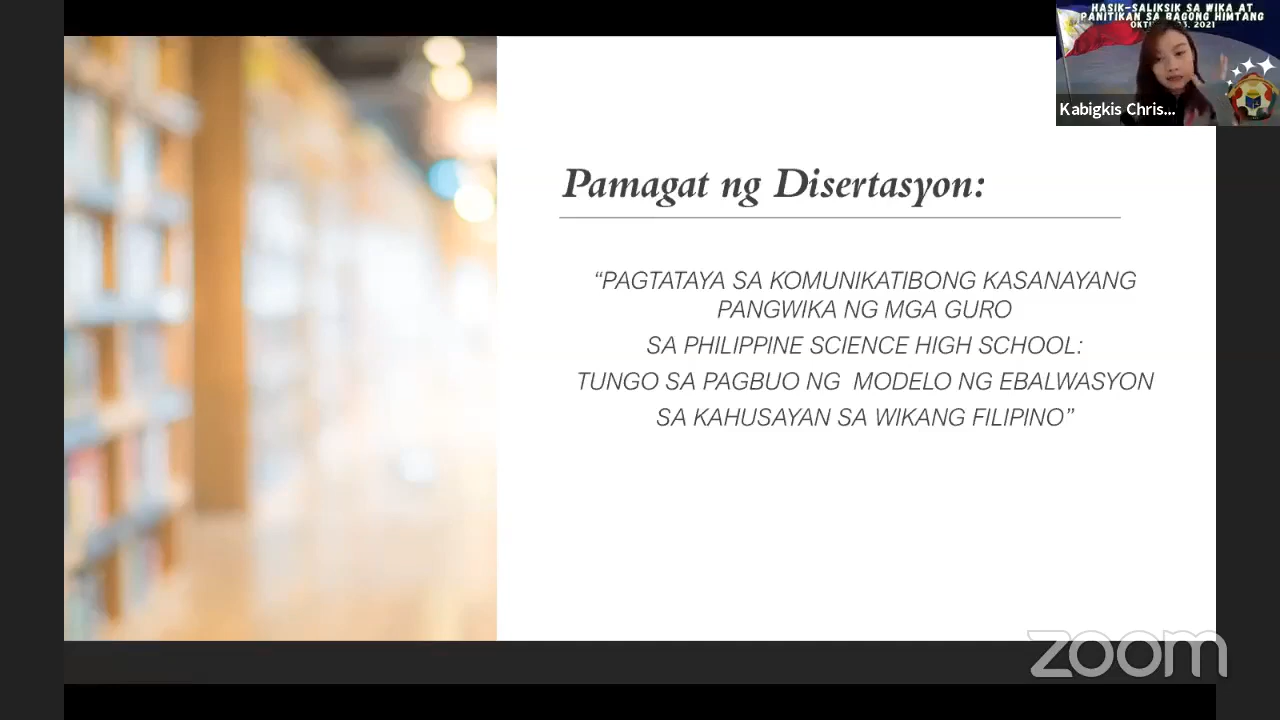 HASIK-SALIKSIK SA WIKA AT
PANITIKAN SA BAGONG HIMTANG
2021
Kabigkis Chris...
Pamagat ng Disertasyon:
“PAGTATAYA SA KOMUNIKATIBONG KASANAYANG
PANGWIKA NG MGA GURO
SA PHILIPPINE SCIENCE HIGH SCHOOL:
TUNGO SA PAGBUO NG MODELO NG EBALWASYON
SA KAHUSAYAN SA WIKANG FILIPINO”
zoom